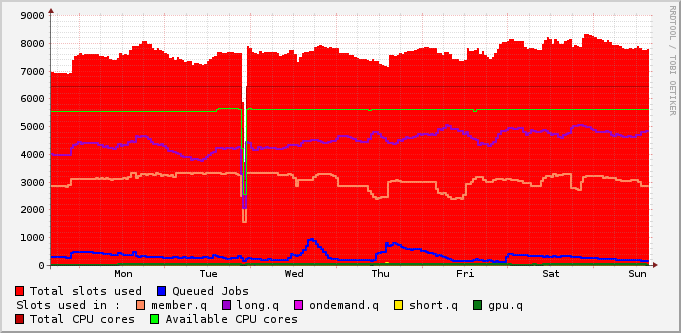 9000
8000
7000
6000
5000
4000
3000
2000
1000
0
Mon Tue Wed Thu Fri Sat Sun
RRDTOOL / TOBI OETIKER
Total slots used Queued Jobs
Slots used in : member.q long.q ondemand.q short.q gpu.q
Total CPU cores Available CPU cores